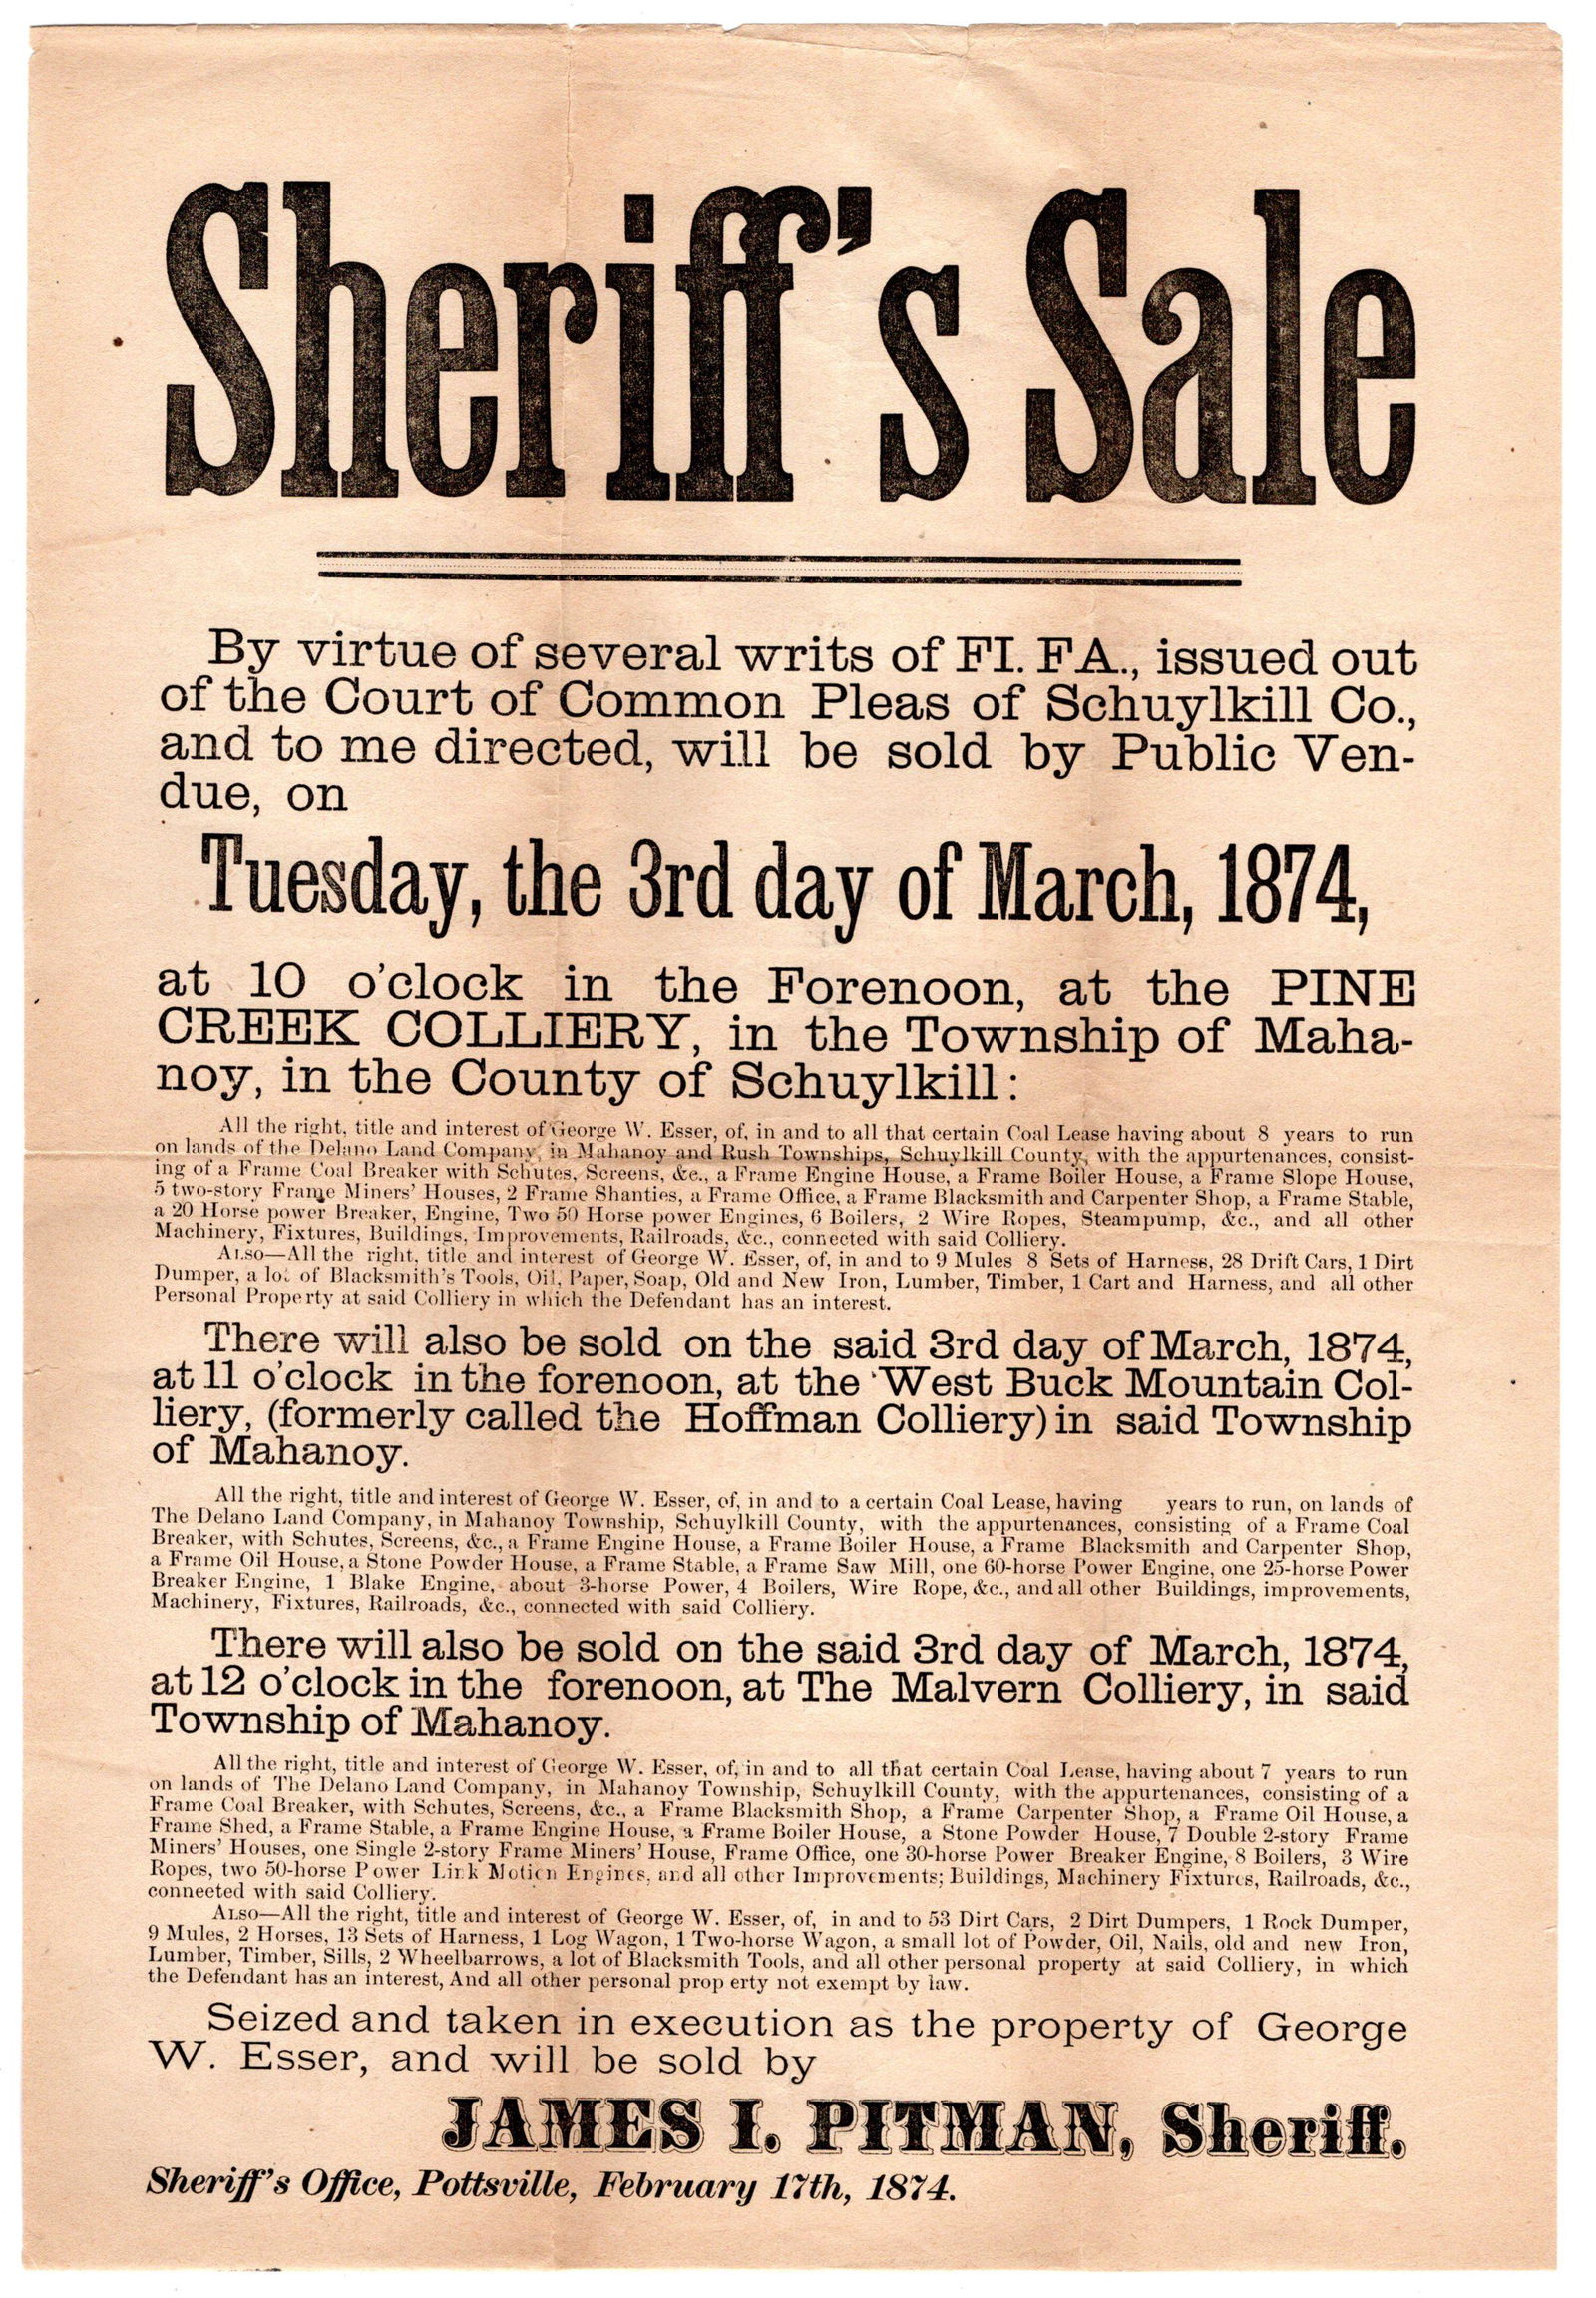 Sheriff's Sale
By virtue of several writs of FI. FA., issued out
of the Court of Common Pleas of Schuylkill Co.,
and to me directed, will be sold by Public Ven-
due, on
Tuesday, the 3rd day of March, 1874,
at 10 o'clock in the Forenoon, at the PINE
CREEK COLLIERY, in the Township of Maha-
noy, in the County of Schuylkill:
All the right, title and interest of George W. Esser, of, in and to all that certain Coal Lease having about 8 years to run
on lands of the Delano Land Company, in Mahanoy and Rush Townships, Schuylkill County, with the appurtenances, consist-
ing of a Frame Coal Breaker with Schutes, Screens, &c., a Frame Engine House, a Frame Boiler House, a Frame Slope House,
5 two-story Frame Miners' Houses, 2 Frame Shanties, a Frame Office, a Frame Blacksmith and Carpenter Shop, a Frame Stable,
a 20 Horse power Breaker, Engine, Two 50 Horse power Engines, 6 Boilers, 2 Wire Ropes, Steampump, &c., and all other
Machinery, Fixtures, Buildings, Improvements, Railroads, &c., connected with said Colliery.
ALSO—All the right, title and interest of George W. Esser, of, in and to 9 Mules 8 Sets of Harness, 28 Drift Cars, 1 Dirt
Dumper, a lot of Blacksmith's Tools, Oil, Paper, Soap, Old and New Iron, Lumber, Timber, 1 Cart and Harness, and all other
Personal Property at said Colliery in which the Defendant has an interest.
There will also be sold on the said 3rd day of March, 1874,
at 11 o'clock in the forenoon, at the West Buck Mountain Col-
liery, (formerly called the Hoffman Colliery) in said Township
of Mahanoy.
All the right, title and interest of George W. Esser, of, in and to a certain Coal Lease, having years to run, on lands of
The Delano Land Company, in Mahanoy Township, Schuylkill County, with the appurtenances, consisting of a Frame Coal
Breaker, with Schutes, Screens, &c., a Frame Engine House, a Frame Boiler House, a Frame Blacksmith and Carpenter Shop,
a Frame Oil House, a Stone Powder House, a Frame Stable, a Frame Saw Mill, one 60-horse Power Engine, one 25-horse Power
Breaker Engine, 1 Blake Engine, about 3-horse Power, 4 Boilers, Wire Rope, &c., and all other Buildings, improvements,
Machinery, Fixtures, Railroads, &c., connected with said Colliery.
There will also be sold on the said 3rd day of March, 1874,
at 12 o'clock in the forenoon, at The Malvern Colliery, in said
Township of Mahanoy.
All the right, title and interest of George W. Esser, of, in and to all that certain Coal Lease, having about 7 years to run
on lands of The Delano Land Company, in Mahanoy Township, Schuylkill County, with the appurtenances, consisting of a
Frame Coal Breaker, with Schutes, Screens, &c., a Frame Blacksmith Shop, a Frame Carpenter Shop, a Frame Oil House, a
Frame Shed, a Frame Stable, a Frame Engine House, a Frame Boiler House, a Stone Powder House, 7 Double 2-story Frame
Miners' Houses, one Single 2-story Frame Miners' House, Frame Office, one 30-horse Power Breaker Engine, 8 Boilers, 3 Wire
Ropes, two 50-horse Power Link Motion Engines, and all other Improvements; Buildings, Machinery Fixtures, Railroads, &c.,
connected with said Colliery.
ALSO—All the right, title and interest of George W. Esser, of, in and to 53 Dirt Cars, 2 Dirt Dumpers, 1 Rock Dumper,
9 Mules, 2 Horses, 13 Sets of Harness, 1 Log Wagon, 1 Two-horse Wagon, a small lot of Powder, Oil, Nails, old and new Iron,
Lumber, Timber, Sills, 2 Wheelbarrows, a lot of Blacksmith Tools, and all other personal property at said Colliery, in which
the Defendant has an interest, And all other personal prop erty not exempt by law.
Seized and taken in execution as the property of George
W. Esser, and will be sold by
JAMES I. PITMAN, Sheriff.
Sheriff's Office, Pottsville, February 17th, 1874.